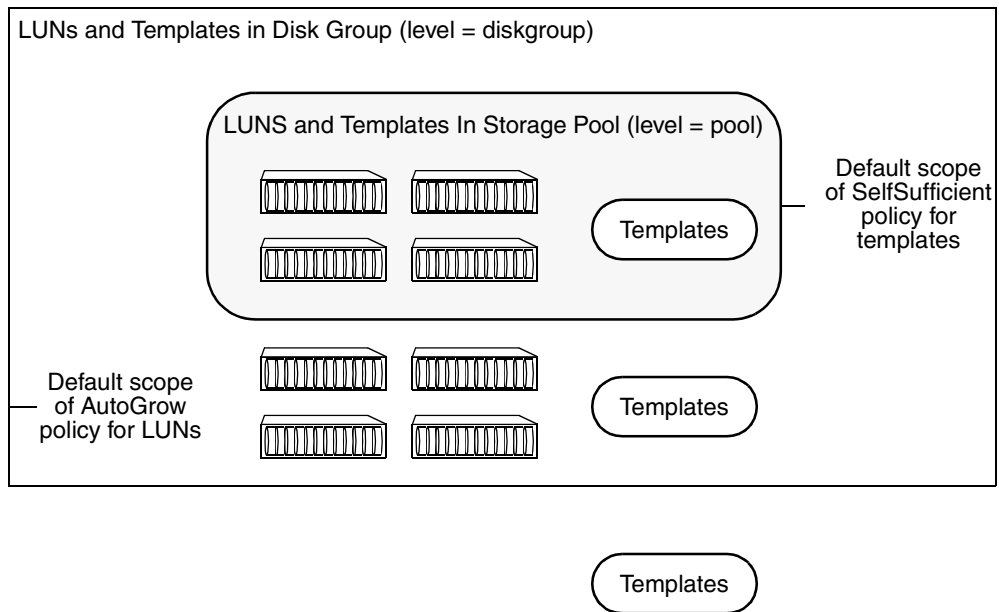 LUNs and Templates in Disk Group (level = diskgroup)
LUNS and Templates In Storage Pool (level = pool)
Default scope
of SelfSufficient
policy for
templates
Templates
Default scope
of AutoGrow
policy for LUNs
Templates
Templates